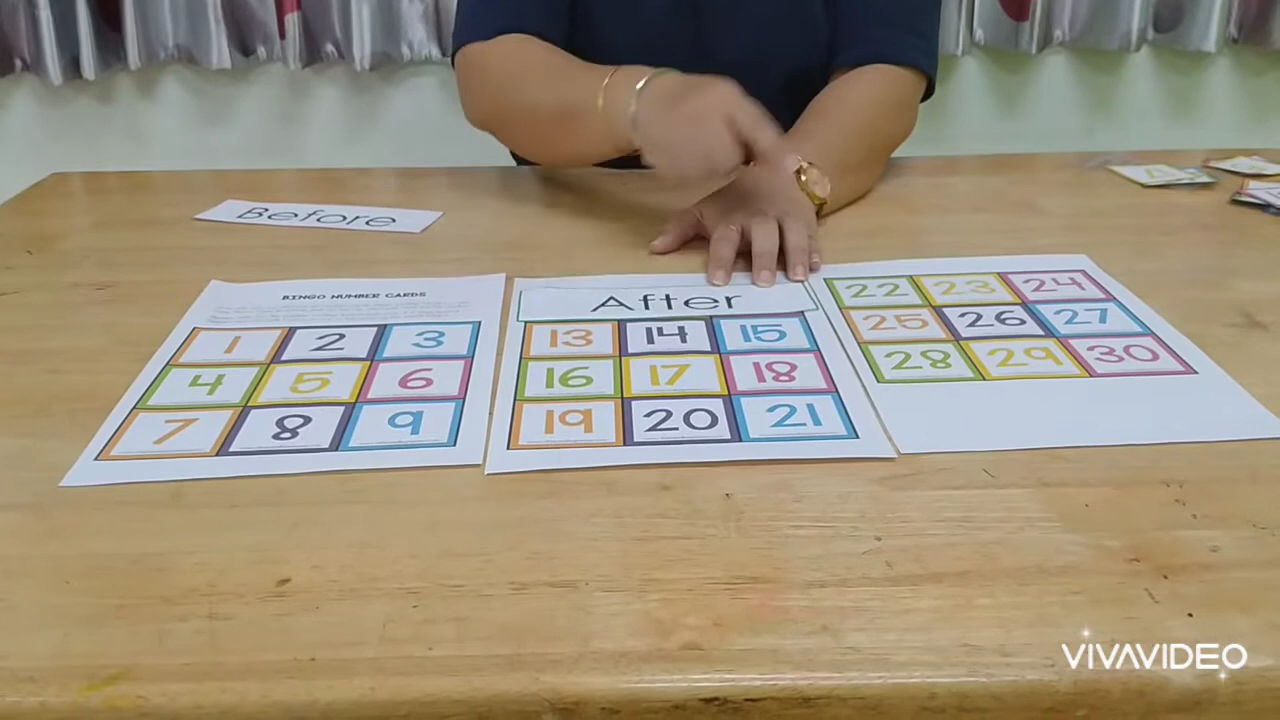 Before
BINGO NUMBER CARDS
1 2 3
4 5 6
7 8 9
After
13 14 15
16 17 18
19 20 21
22 23 24
25 26 27
28 29 30
VIVAVIDEO